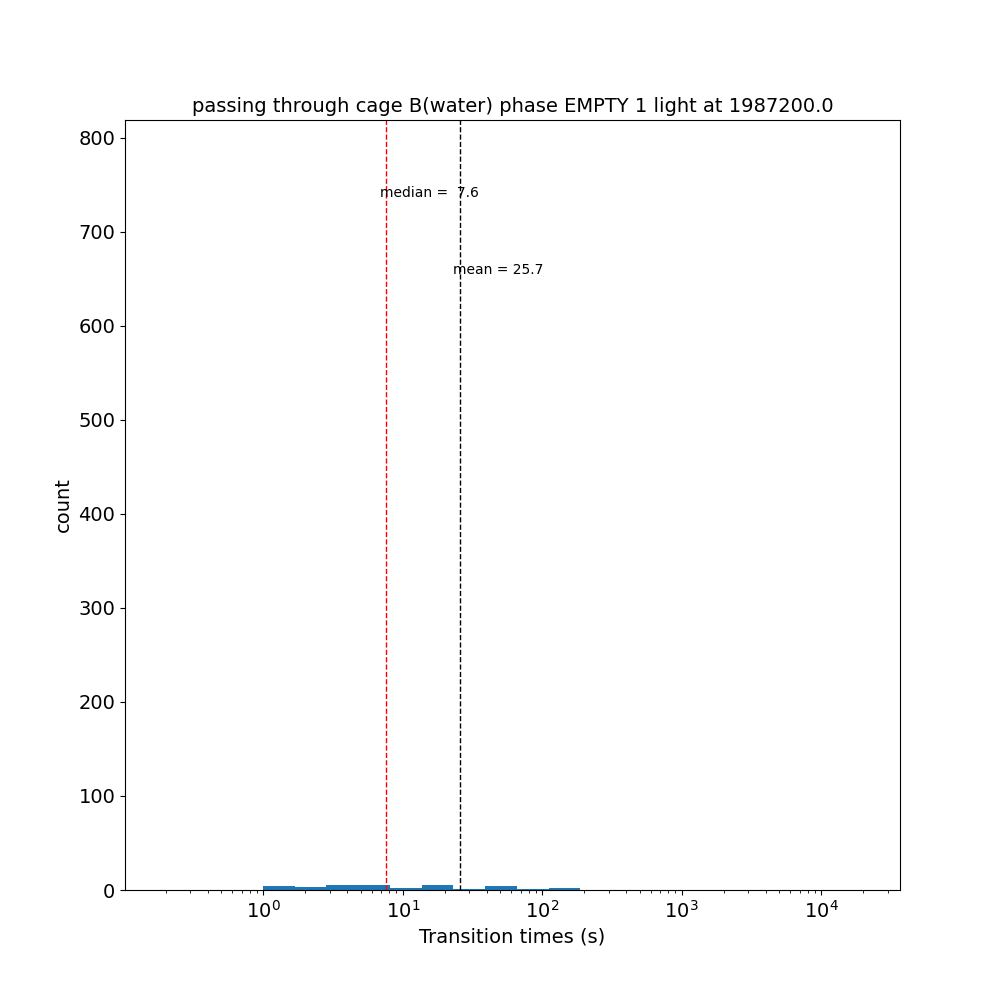 passing through cage B(water) phase EMPTY 1 light at 1987200.0
800
median =  7.6
700
mean = 25.7
600
500
count
400
300
200
100
0
10^0 10^1 10^2 10^3 10^4
Transition times (s)